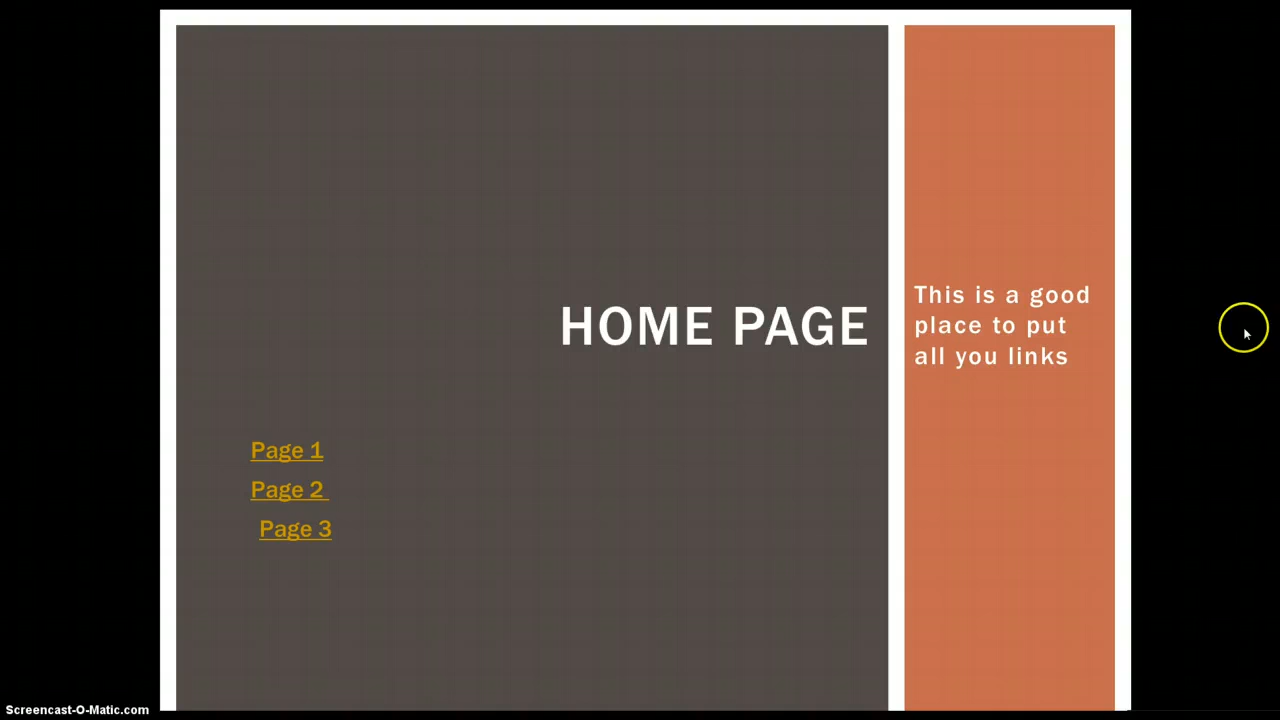 HOME PAGE
This is a good
place to put
all you links
Page 1
Page 2
Page 3
Screencast-O-Matic.com